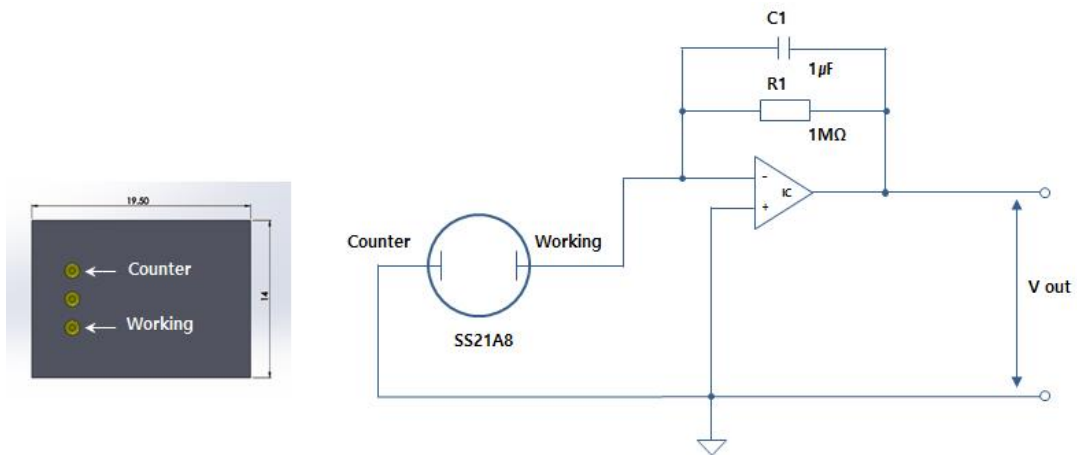 19.50
14
Counter
Working
C1
1㎌
R1
1MΩ
-
IC
+
Counter
Working
SS21A8
V out